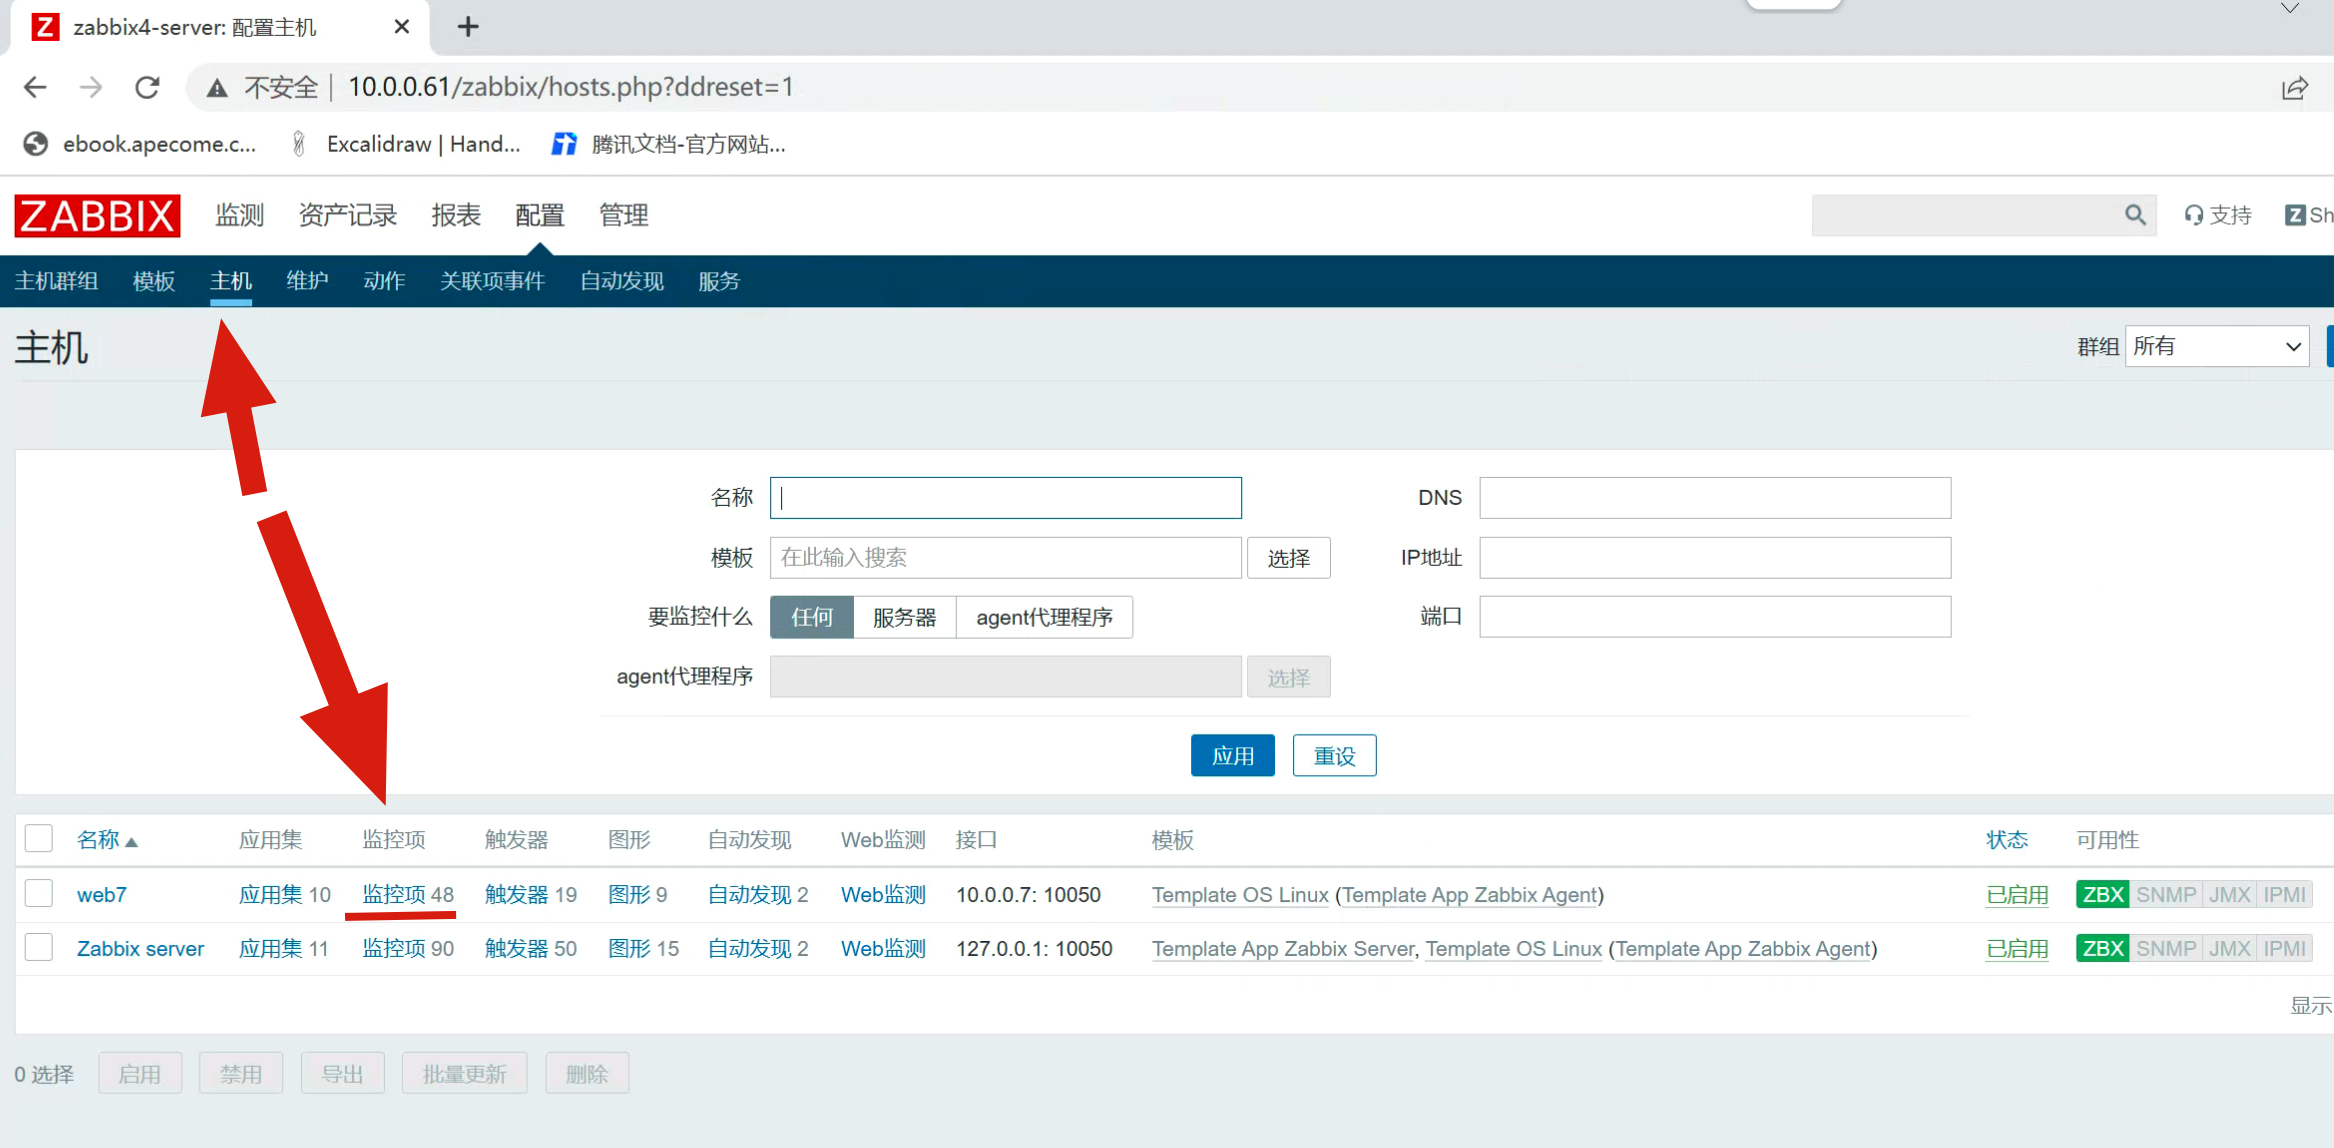 zabbix4-server: 配置主机
不安全 | 10.0.0.61/zabbix/hosts.php?ddreset=1
ebook.apecome.c... Excalidraw | Hand... 腾讯文档-官方网站...
ZABBIX 监测 资产记录 报表 配置 管理 支持 Z Sh
主机群组 模板 主机 维护 动作 关联项事件 自动发现 服务
主机 群组 所有
名称 DNS
模板 在此输入搜索 选择 IP地址
要监控什么 任何 服务器 agent代理程序 端口
agent代理程序 选择
应用 重设
名称 应用集 监控项 触发器 图形 自动发现 Web监测 接口 模板 状态 可用性
web7 应用集 10 监控项 48 触发器 19 图形 9 自动发现 2 Web监测 10.0.0.7: 10050 Template OS Linux (Template App Zabbix Agent) 已启用 ZBX SNMP JMX IPMI
Zabbix server 应用集 11 监控项 90 触发器 50 图形 15 自动发现 2 Web监测 127.0.0.1: 10050 Template App Zabbix Server, Template OS Linux (Template App Zabbix Agent) 已启用 ZBX SNMP JMX IPMI
显示
0 选择 启用 禁用 导出 批量更新 删除